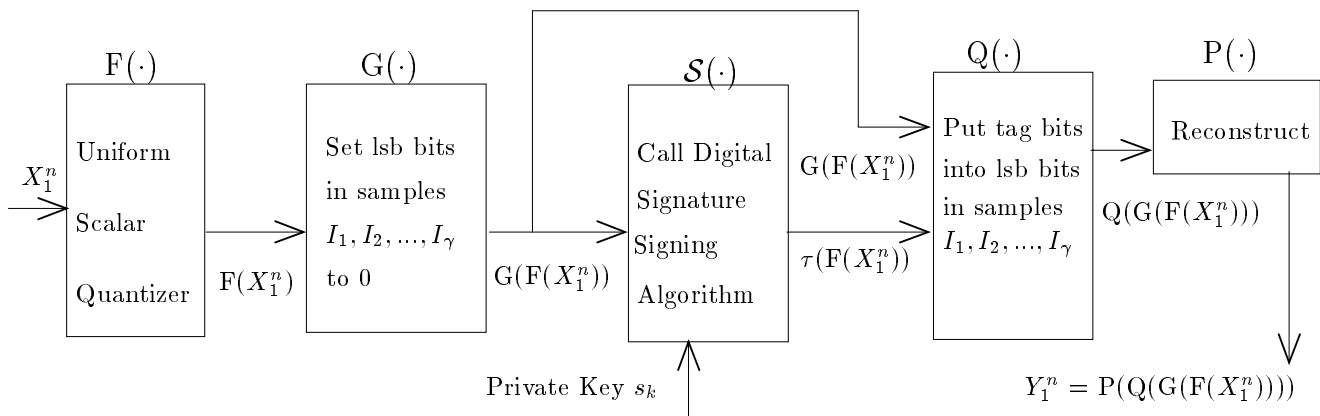 F(·)
G(·)
𝒮(·)
Q(·)
P(·)
X_1^n
Uniform
Scalar
Quantizer
F(X_1^n)
Set lsb bits
in samples
I_1, I_2, ..., I_γ
to 0
G(F(X_1^n))
Call Digital
Signature
Signing
Algorithm
Private Key s_k
G(F(X_1^n))
τ(F(X_1^n))
Put tag bits
into lsb bits
in samples
I_1, I_2, ..., I_γ
Q(G(F(X_1^n)))
Reconstruct
Y_1^n = P(Q(G(F(X_1^n))))